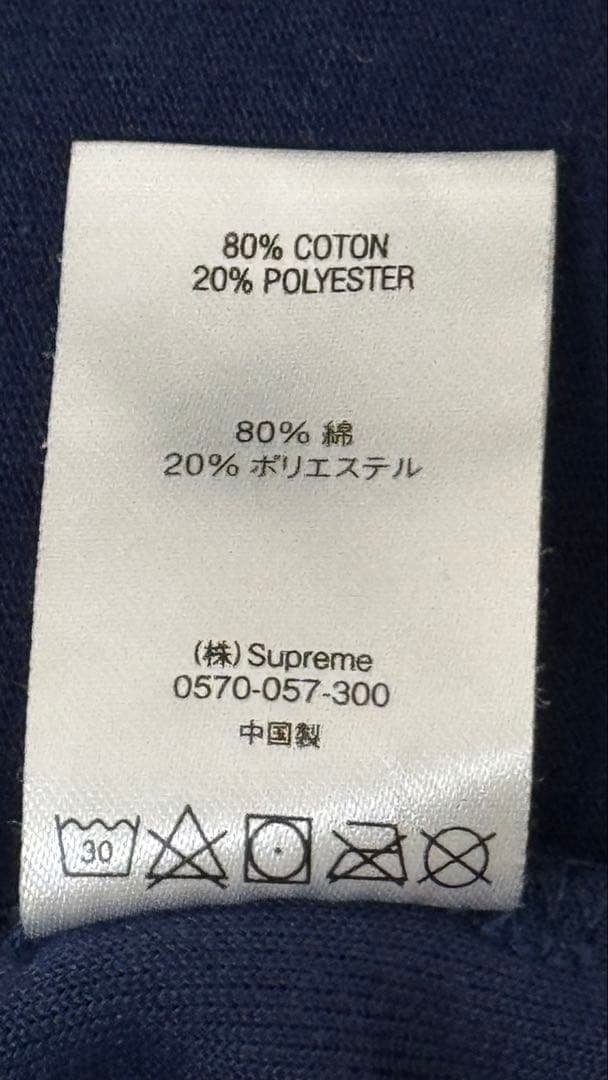 80% COTON
20% POLYESTER
80% 綿
20% ポリエステル
(株)Supreme
0570-057-300
中国製
30